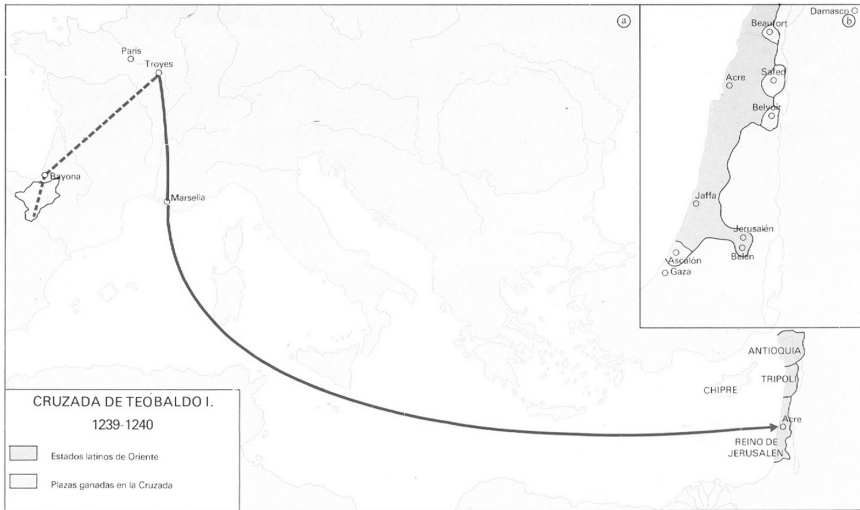 a
Paris
Troyes
Bayona
Marselia
ANTIOQUIA
TRIPOLI
CHIPRE
Acre
REINO DE
JERUSALEN
CRUZADA DE TEOBALDO I.
1239-1240
Estados latinos de Oriente
Plazas ganadas en la Cruzada
b
Damasco
Beaufort
Acre
Safed
Belvoir
Jaffa
Jerusalén
Belén
Ascalón
Gaza